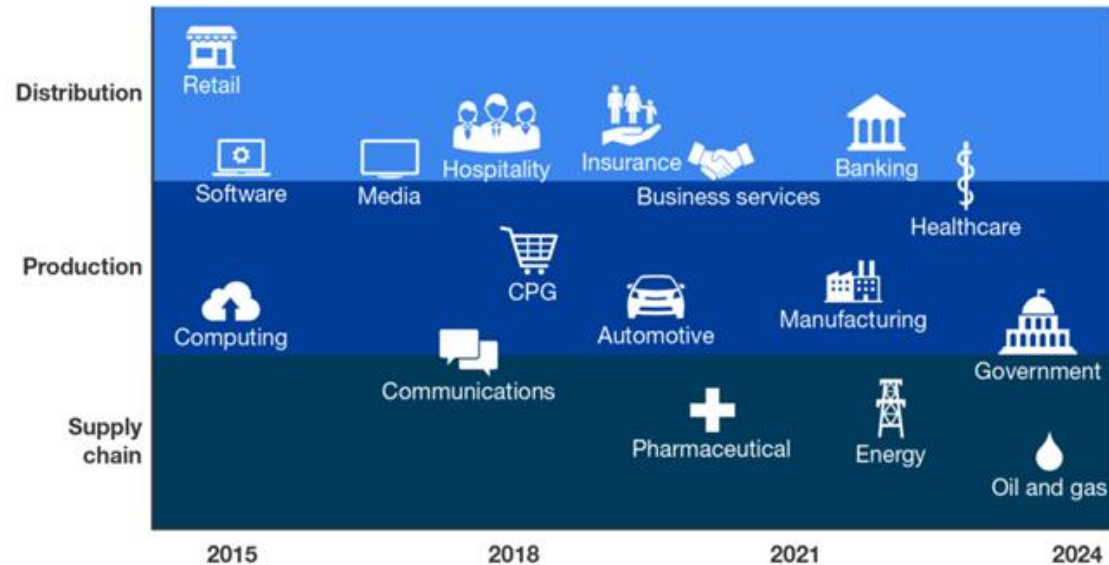 Distribution
Retail
Software
Media
Hospitality
Insurance
Business services
Banking
Healthcare
Production
CPG
Computing
Automotive
Manufacturing
Government
Communications
Supply
chain
Pharmaceutical
Energy
Oil and gas
2015
2018
2021
2024